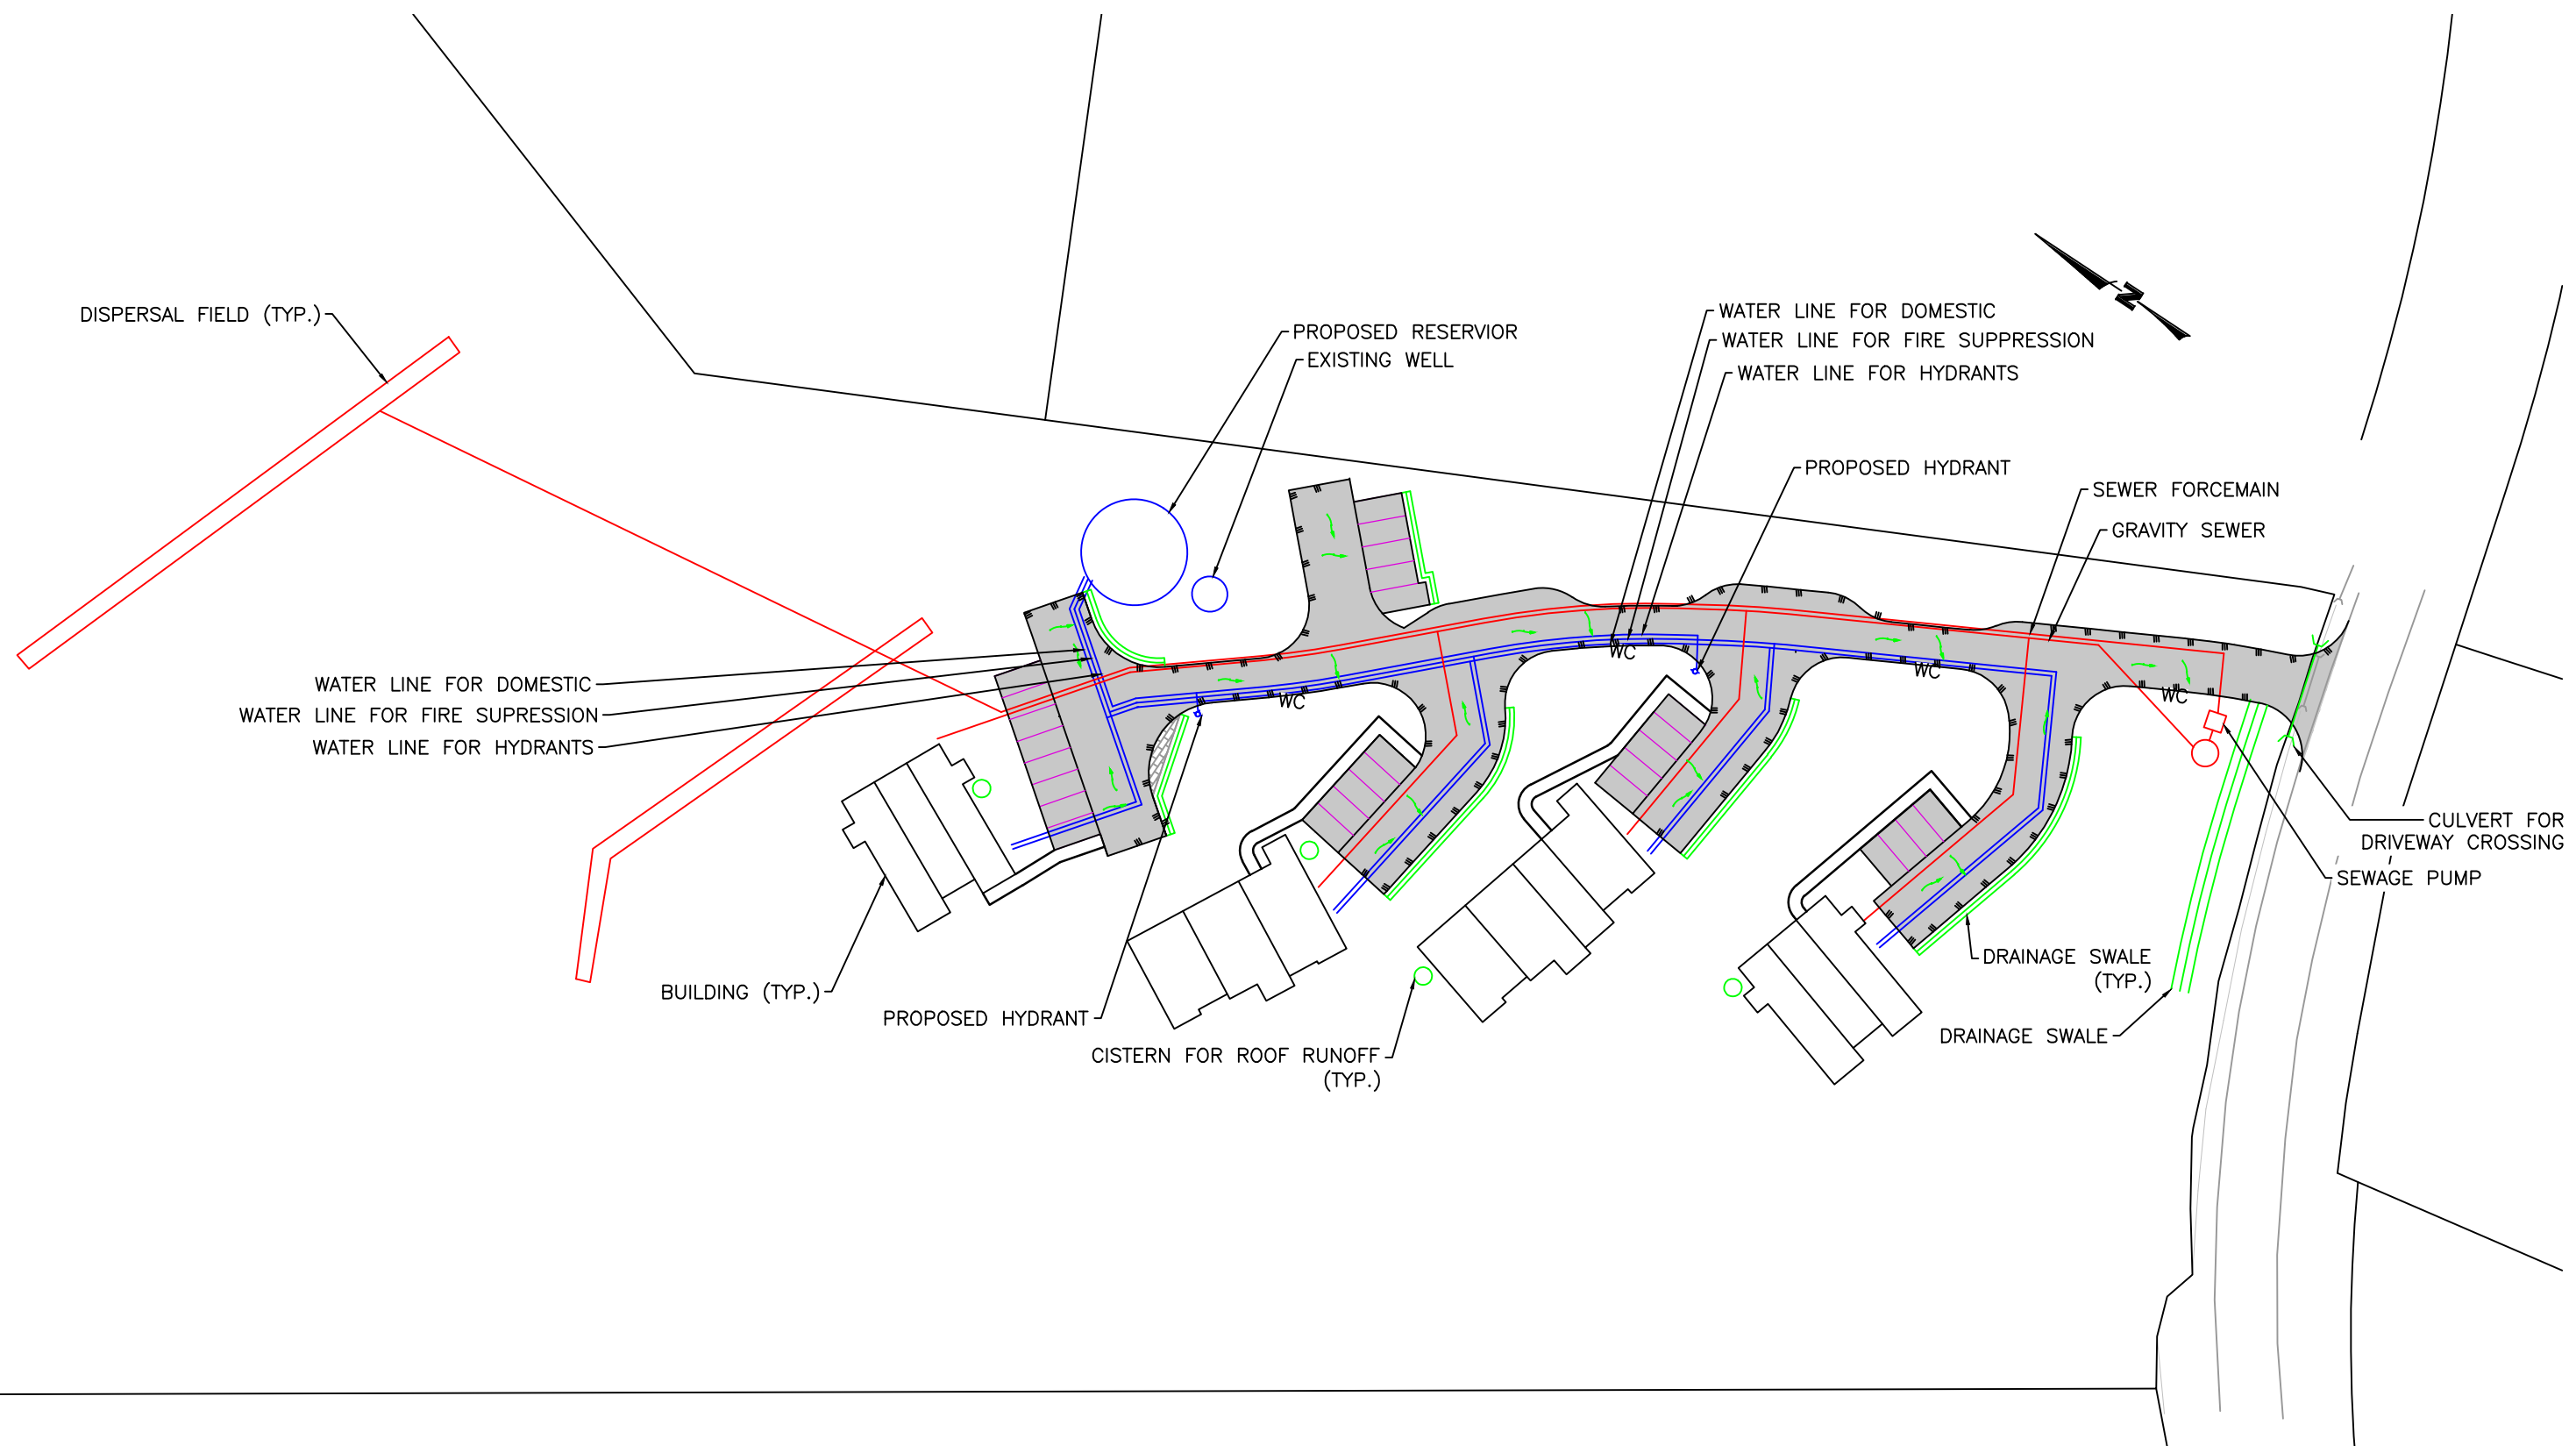 N
DISPERSAL FIELD (TYP.)
PROPOSED RESERVIOR
EXISTING WELL
WATER LINE FOR DOMESTIC
WATER LINE FOR FIRE SUPPRESSION
WATER LINE FOR HYDRANTS
PROPOSED HYDRANT
SEWER FORCEMAIN
GRAVITY SEWER
WC
WC
WC
WC
WATER LINE FOR DOMESTIC
WATER LINE FOR FIRE SUPRESSION
WATER LINE FOR HYDRANTS
CULVERT FOR
DRIVEWAY CROSSING
SEWAGE PUMP
DRAINAGE SWALE
(TYP.)
DRAINAGE SWALE
BUILDING (TYP.)
PROPOSED HYDRANT
CISTERN FOR ROOF RUNOFF
(TYP.)